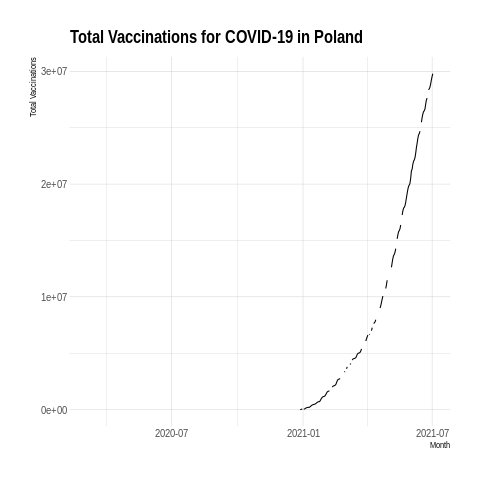 Total Vaccinations for COVID-19 in Poland
Total Vaccinations
3e+07
2e+07
1e+07
0e+00
2020-07
2021-01
2021-07
Month